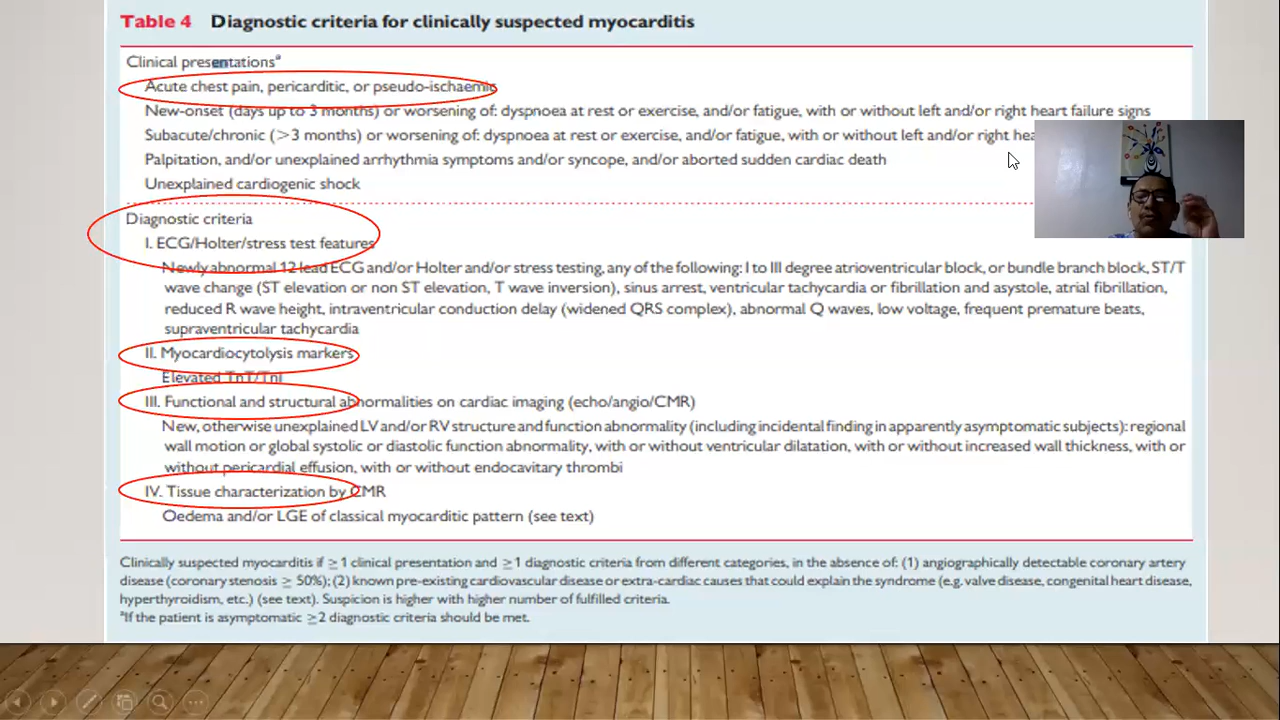 Table 4 Diagnostic criteria for clinically suspected myocarditis
Clinical presentationsa
Acute chest pain, pericarditic, or pseudo-ischaemic
New-onset (days up to 3 months) or worsening of: dyspnoea at rest or exercise, and/or fatigue, with or without left and/or right heart failure signs
Subacute/chronic (>3 months) or worsening of: dyspnoea at rest or exercise, and/or fatigue, with or without left and/or right
Palpitation, and/or unexplained arrhythmia symptoms and/or syncope, and/or aborted sudden cardiac death
Unexplained cardiogenic shock
Diagnostic criteria
I. ECG/Holter/stress test features
Newly abnormal 12 lead ECG and/or Holter and/or stress testing, any of the following: I to III degree atrioventricular block, or bundle branch block, ST/T
wave change (ST elevation or non ST elevation, T wave inversion), sinus arrest, ventricular tachycardia or fibrillation and asystole, atrial fibrillation,
reduced R wave height, intraventricular conduction delay (widened QRS complex), abnormal Q waves, low voltage, frequent premature beats,
supraventricular tachycardia
II. Myocardiocytolysis markers
Elevated TnT/TnI
III. Functional and structural abnormalities on cardiac imaging (echo/angio/CMR)
New, otherwise unexplained LV and/or RV structure and function abnormality (including incidental finding in apparently asymptomatic subjects): regional
wall motion or global systolic or diastolic function abnormality, with or without ventricular dilatation, with or without increased wall thickness, with or
without pericardial effusion, with or without endocavitary thrombi
IV. Tissue characterization by CMR
Oedema and/or LGE of classical myocarditic pattern (see text)
Clinically suspected myocarditis if ≥1 clinical presentation and ≥1 diagnostic criteria from different categories, in the absence of: (1) angiographically detectable coronary artery
disease (coronary stenosis ≥ 50%); (2) known pre-existing cardiovascular disease or extra-cardiac causes that could explain the syndrome (e.g. valve disease, congenital heart disease,
hyperthyroidism, etc.) (see text). Suspicion is higher with higher number of fulfilled criteria.
aIf the patient is asymptomatic ≥2 diagnostic criteria should be met.